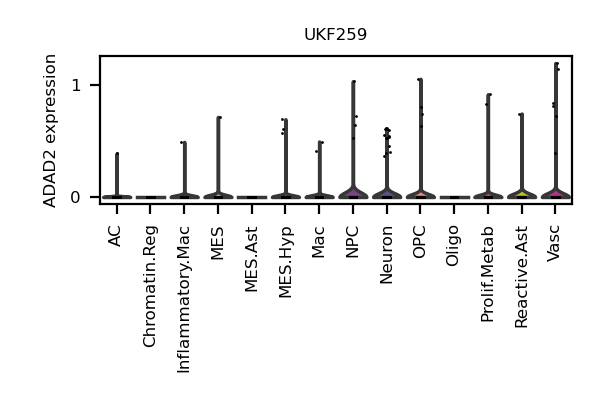 UKF259
ADAD2 expression
1
0
AC
Chromatin.Reg
Inflammatory.Mac
MES
MES.Ast
MES.Hyp
Mac
NPC
Neuron
OPC
Oligo
Prolif.Metab
Reactive.Ast
Vasc